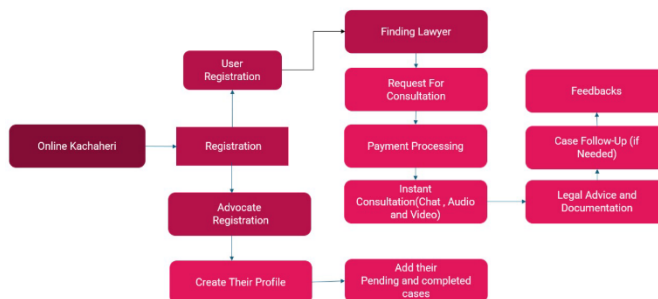 Finding Lawyer
User
Registration
Request For
Consultation
Feedbacks
Online Kachaheri
Registration
Payment Processing
Case Follow-Up (if
Needed)
Advocate
Registration
Instant
Consultation(Chat , Audio
and Video)
Legal Advice and
Documentation
Create Their Profile
Add their
Pending and completed
cases